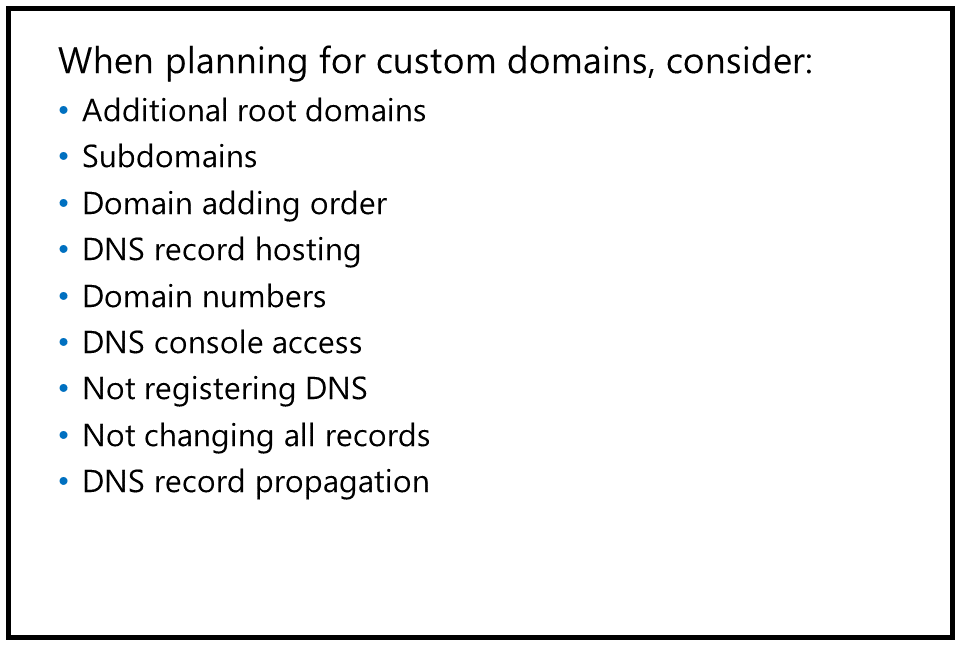 When planning for custom domains, consider:
• Additional root domains
• Subdomains
• Domain adding order
• DNS record hosting
• Domain numbers
• DNS console access
• Not registering DNS
• Not changing all records
• DNS record propagation